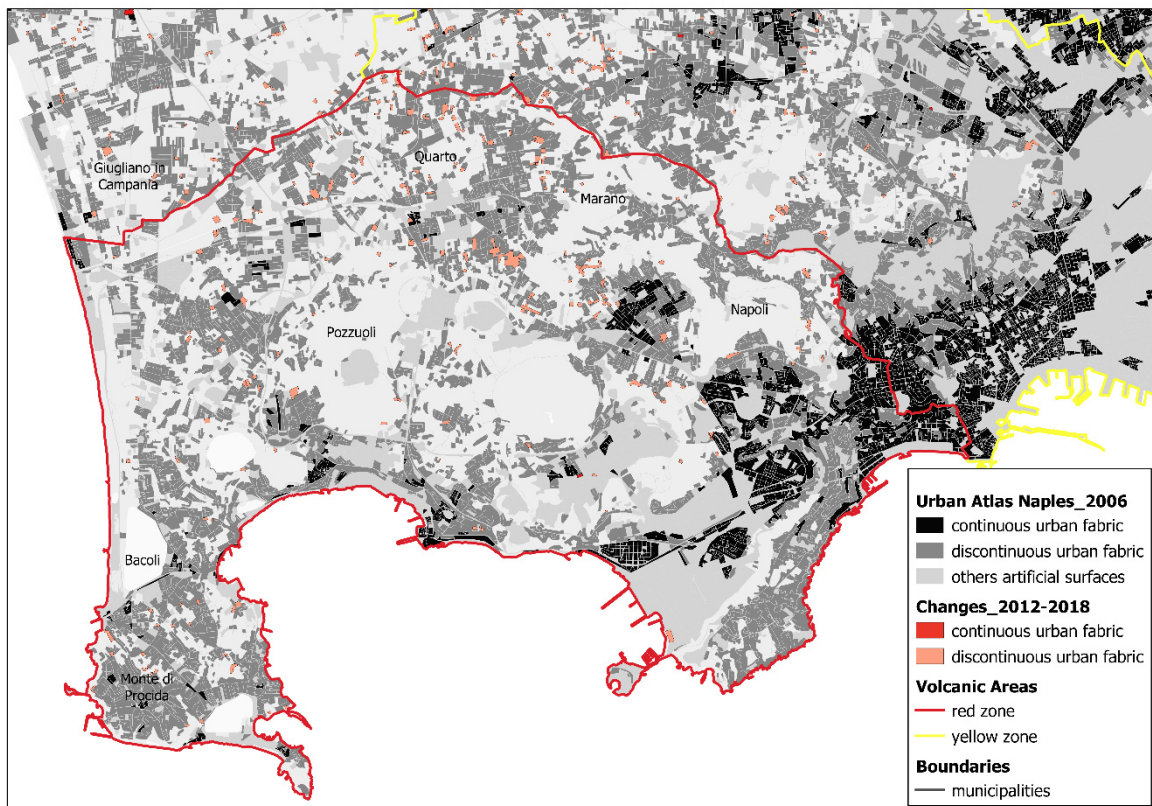 Giugliano in
Campania
Quarto
Marano
Napoli
Pozzuoli
Bacoli
Monte di
Procida
Urban Atlas Naples_2006
continuous urban fabric
discontinuous urban fabric
others artificial surfaces
Changes_2012-2018
continuous urban fabric
discontinuous urban fabric
Volcanic Areas
red zone
yellow zone
Boundaries
municipalities